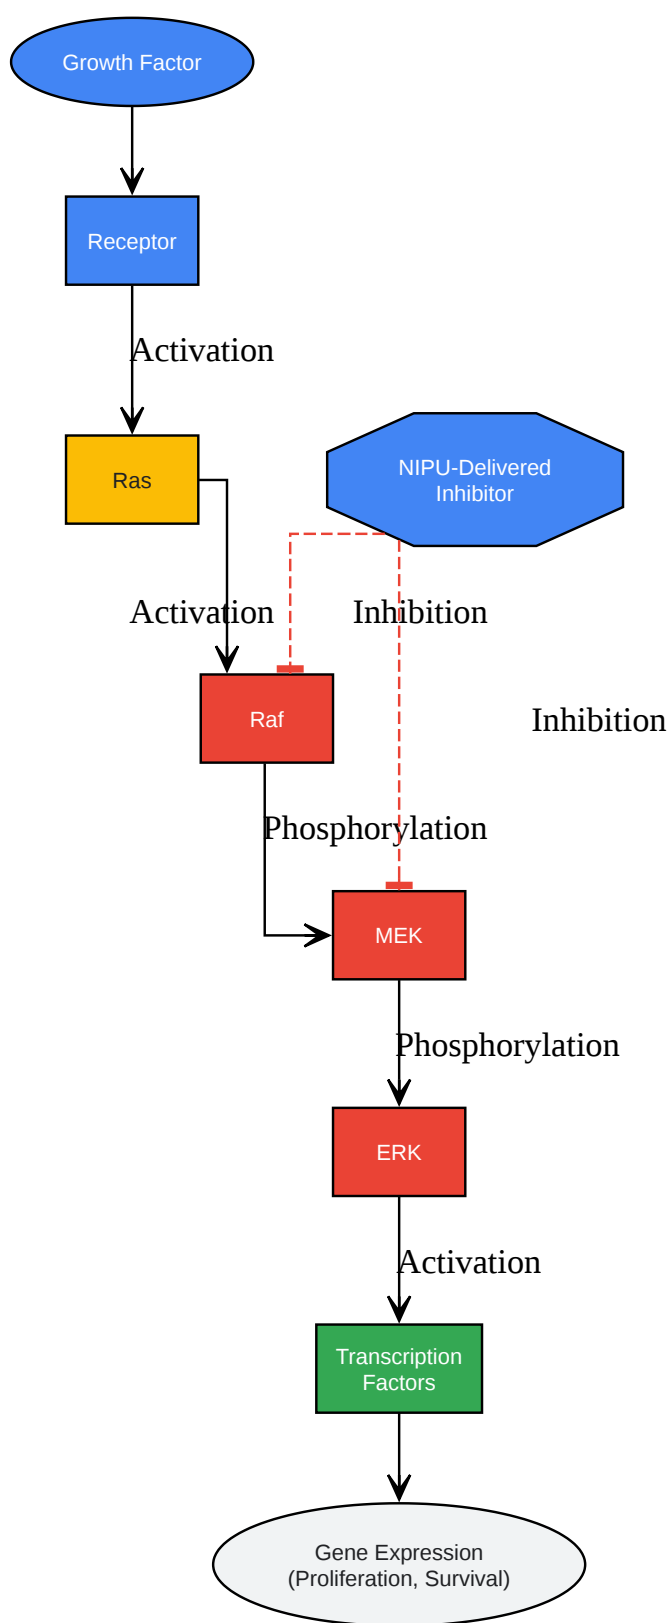 Growth Factor
Receptor
Activation
Ras
NIPU-Delivered
Inhibitor
Activation
Inhibition
Raf
Inhibition
Phosphorylation
MEK
Phosphorylation
ERK
Activation
Transcription
Factors
Gene Expression
(Proliferation, Survival)